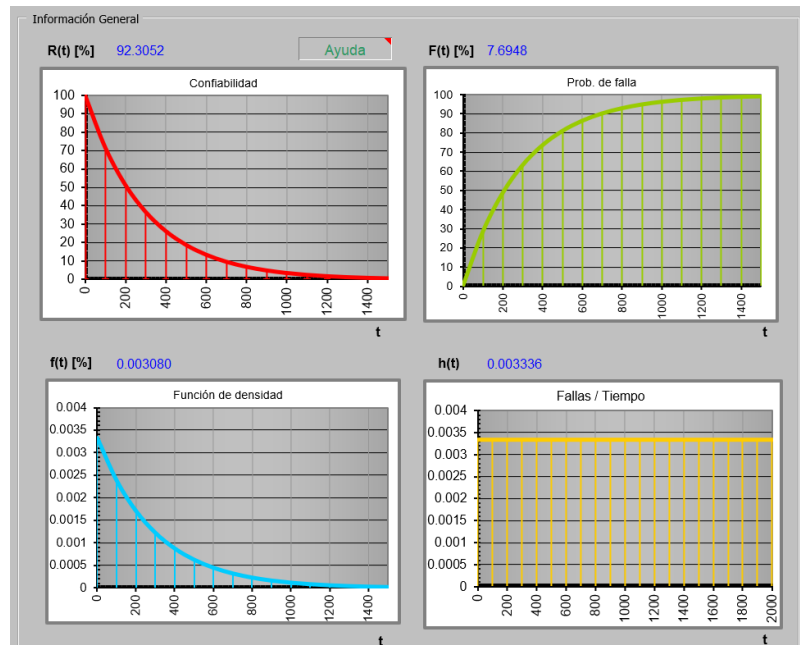 Información General
R(t) [%] 92.3052 Ayuda F(t) [%] 7.6948
Confiabilidad
100
90
80
70
60
50
40
30
20
10
0
0 200 400 600 800 1000 1200 1400
t
Prob. de falla
100
90
80
70
60
50
40
30
20
10
0
0 200 400 600 800 1000 1200 1400
t
f(t) [%] 0.003080 h(t) 0.003336
Función de densidad
0.004
0.0035
0.003
0.0025
0.002
0.0015
0.001
0.0005
0
0 200 400 600 800 1000 1200 1400
t
Fallas / Tiempo
0.004
0.0035
0.003
0.0025
0.002
0.0015
0.001
0.0005
0
0 200 400 600 800 1000 1200 1400 1600 1800 2000
t